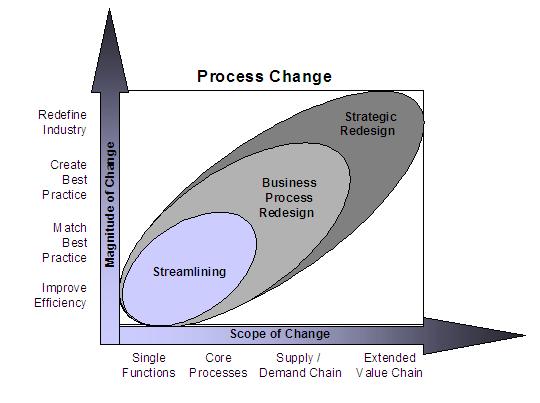 Process Change
Redefine
Industry
Create
Best
Practice
Match
Best
Practice
Improve
Efficiency
Magnitude of Change
Strategic
Redesign
Business
Process
Redesign
Streamlining
Scope of Change
Single
Functions
Core
Processes
Supply /
Demand Chain
Extended
Value Chain